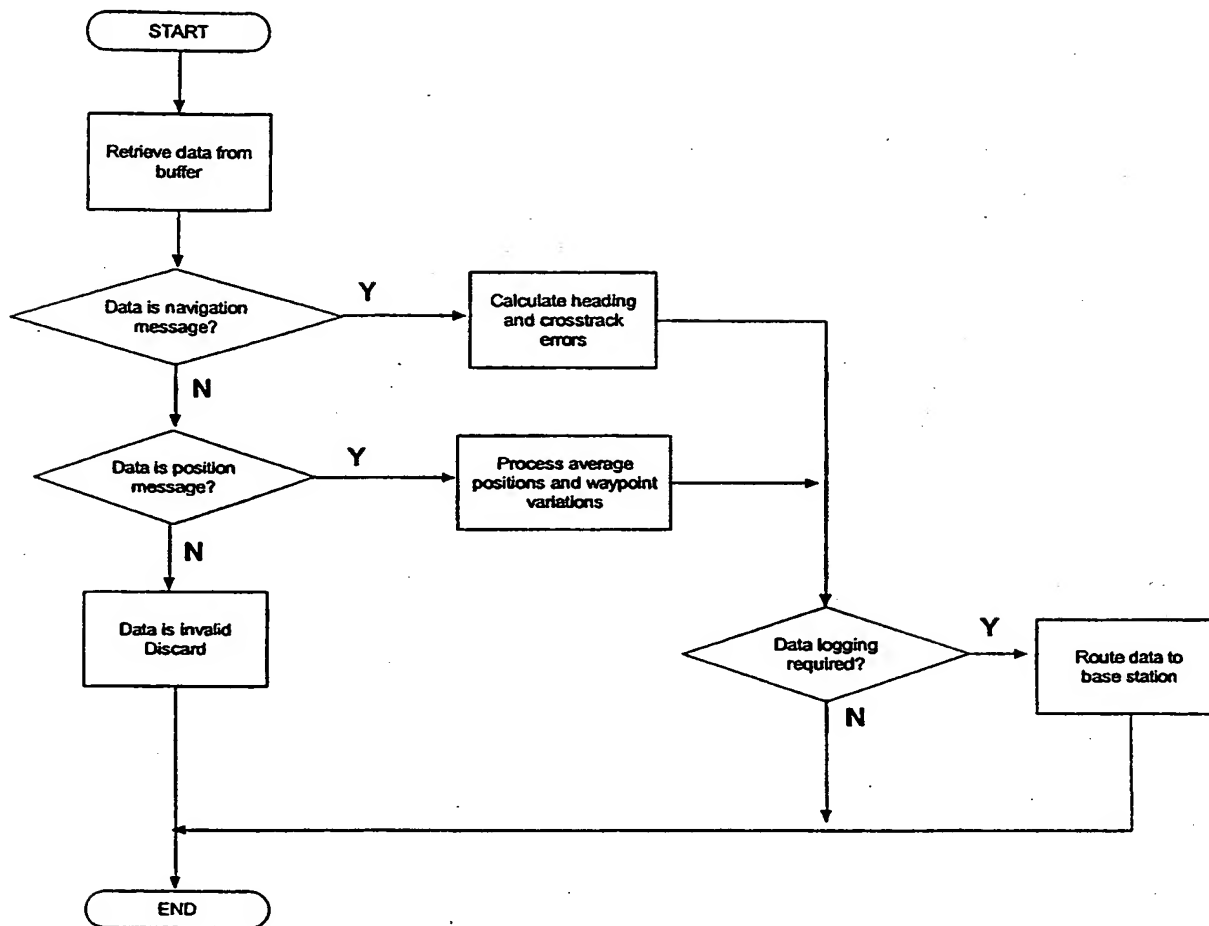 START
Retrieve data from
buffer
Data is navigation
message?
Y
Calculate heading
and crosstrack
errors
N
Data is position
message?
Y
Process average
positions and waypoint
variations
N
Data is invalid
Discard
Data logging
required?
Y
Route data to
base station
N
END